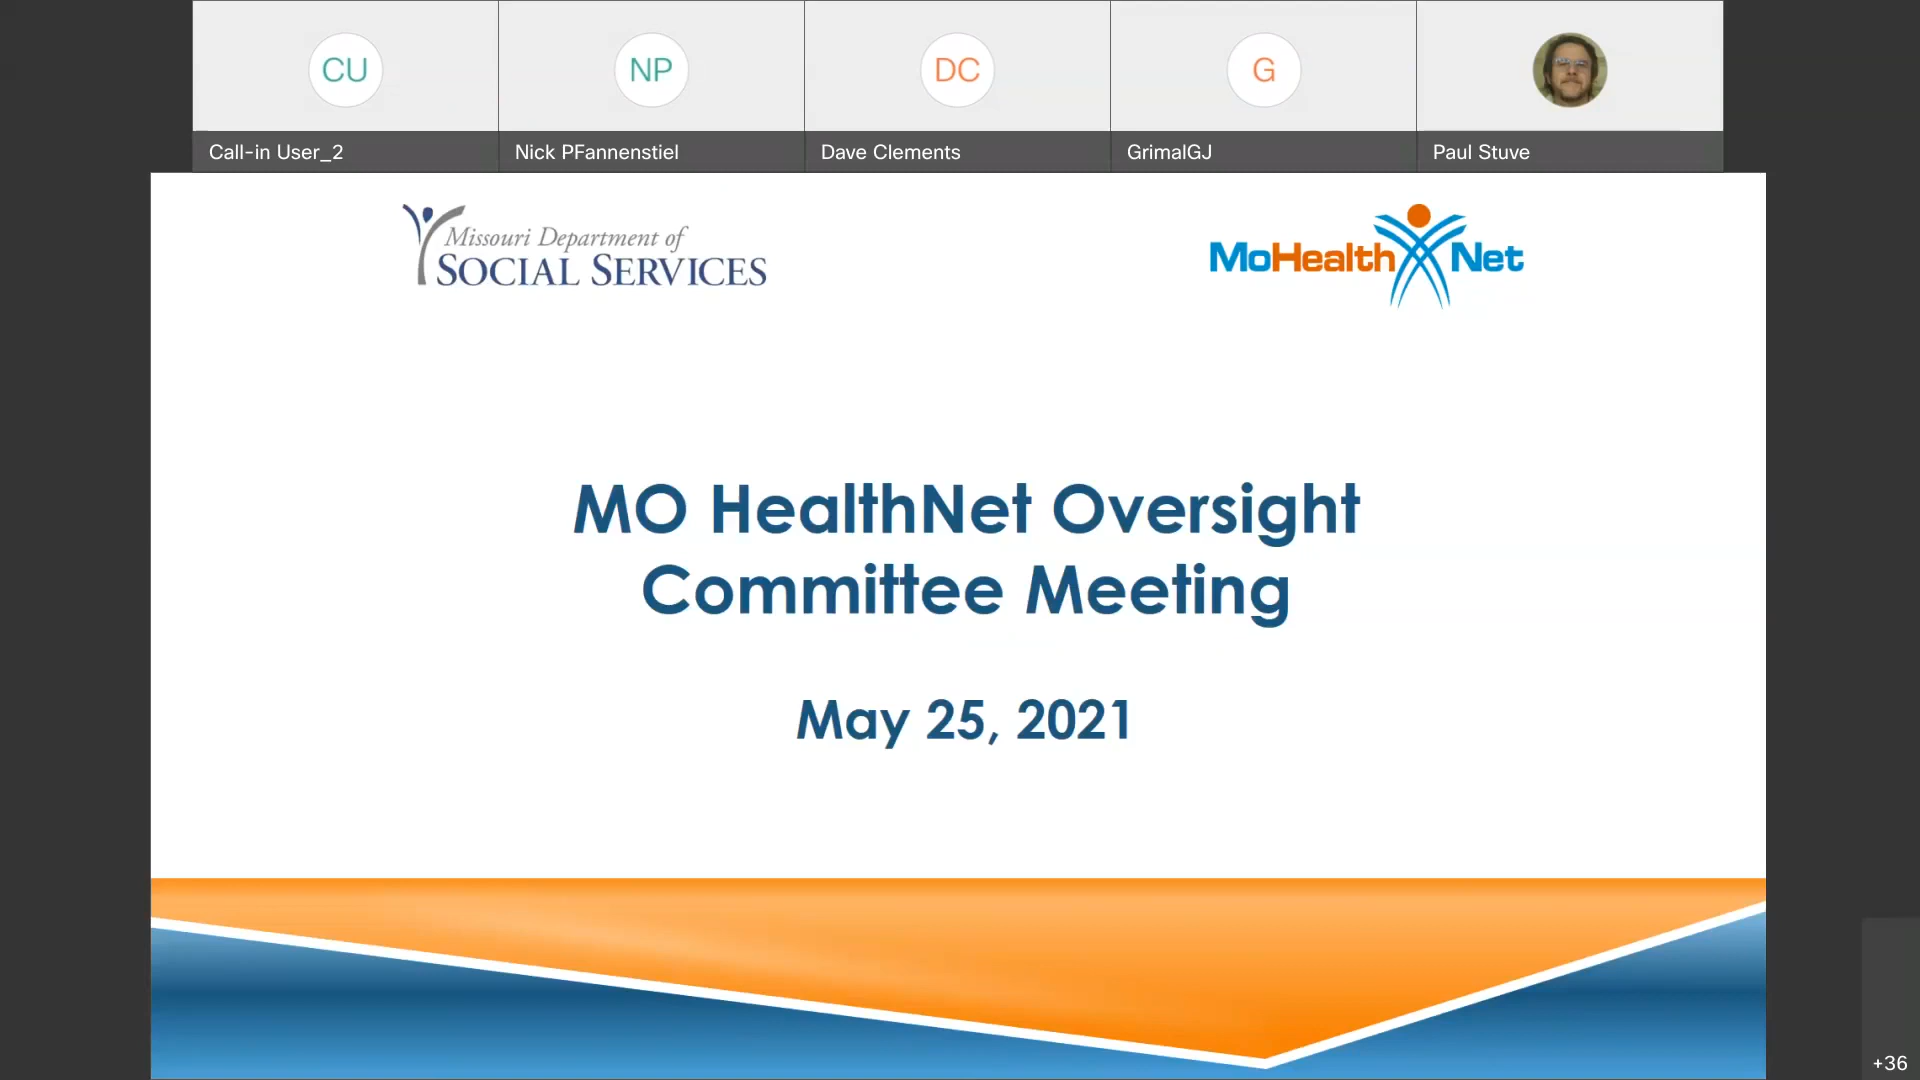 CU
NP
DC
G
Call-in User_2
Nick PFannenstiel
Dave Clements
GrimalGJ
Paul Stuve
Missouri Department of
SOCIAL SERVICES
MoHealthNet
MO HealthNet Oversight
Committee Meeting
May 25, 2021
+36